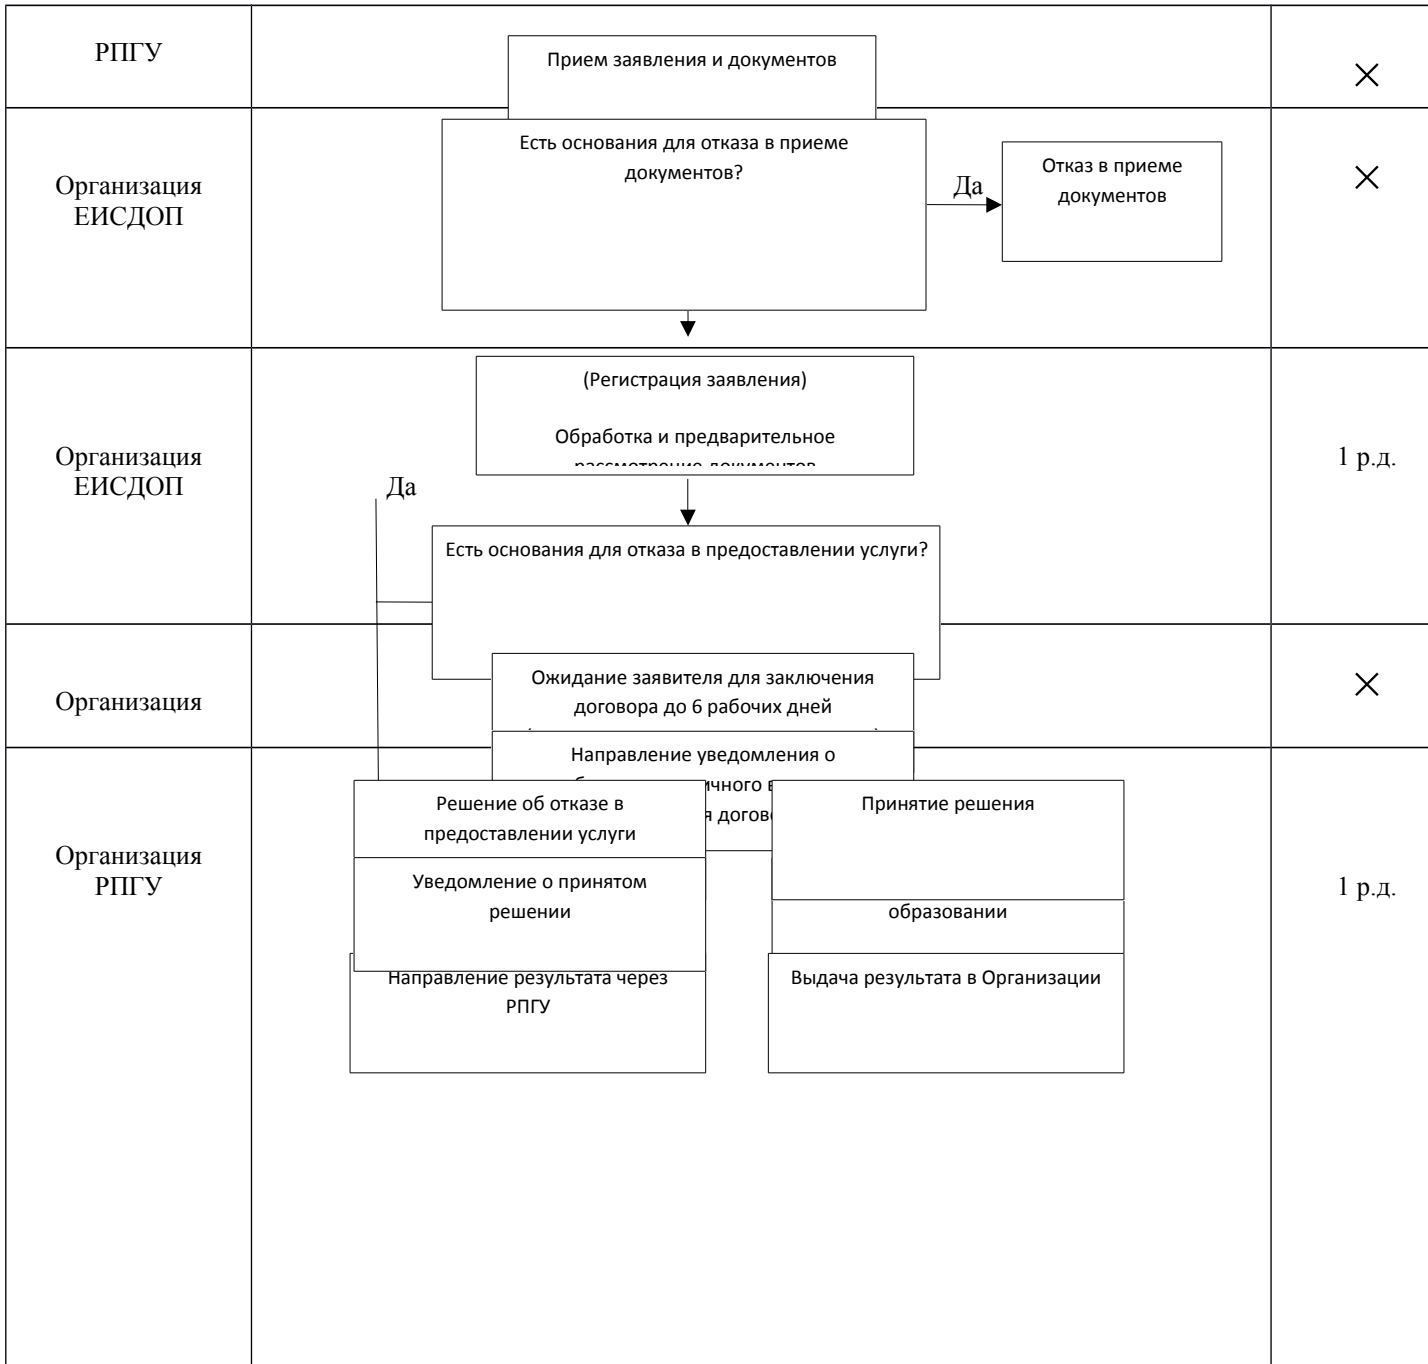 РПГУ
Прием заявления и документов
×
Организация
ЕИСДОП
Есть основания для отказа в приеме
документов?
Да
Отказ в приеме
документов
×
Организация
ЕИСДОП
(Регистрация заявления)
Обработка и предварительное
рассмотрение документов
1 р.д.
Да
Есть основания для отказа в предоставлении услуги?
Организация
Ожидание заявителя для заключения
договора до 6 рабочих дней
×
Организация
РПГУ
Направление уведомления о
Решение об отказе в
предоставлении услуги
Принятие решения
Уведомление о принятом
решении
образовании
1 р.д.
Направление результата через
РПГУ
Выдача результата в Организации